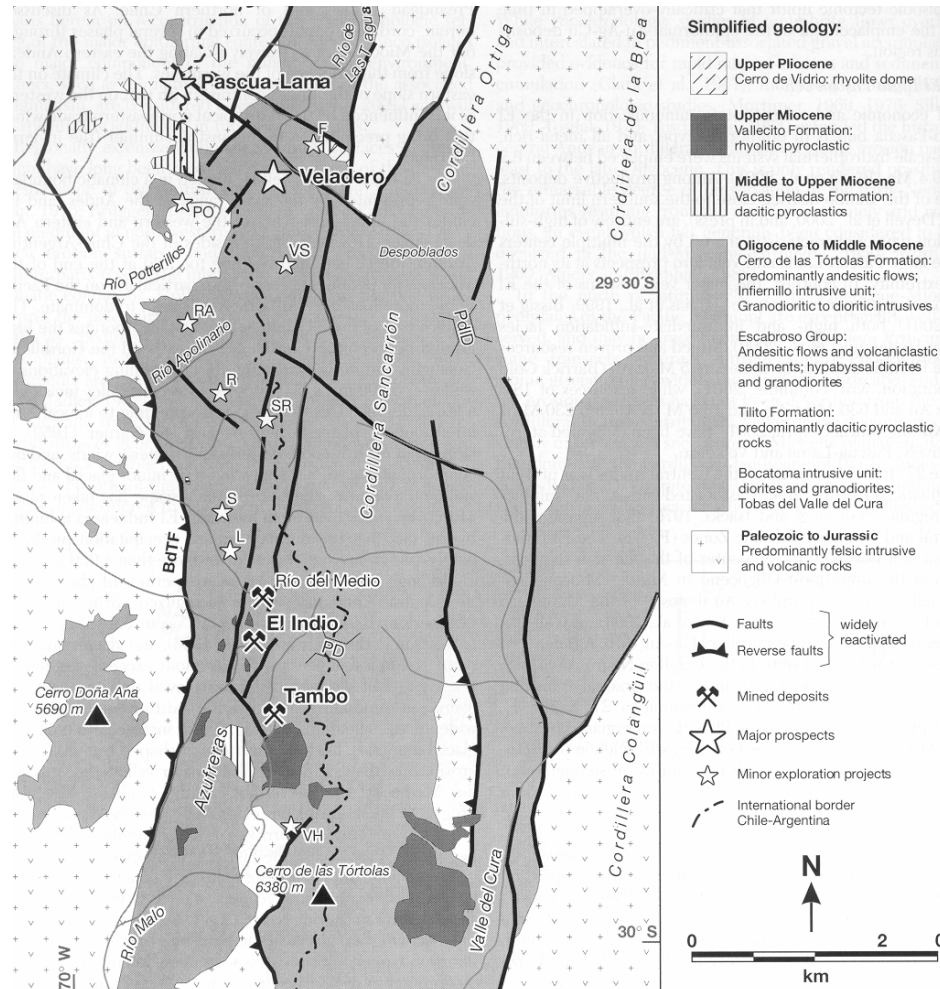 Pascua-Lama
Río de
Las Taguas
F
Veladero
PO
Río Potrerillos
VS
Despoblados
Cordillera Ortiga
Cordillera de la Brea
29° 30´S
PdlD
RA
Río Apolinario
R
SR
Cordillera Sancarrón
S
L
BdTF
Río del Medio
El Indio
PD
Tambo
Cerro Doña Ana
5690 m
Azufreras
VH
Cerro de las Tórtolas
6380 m
Río Malo
Valle del Cura
Cordillera Colangüil
30° S
70° W
Simplified geology:
Upper Pliocene
Cerro de Vidrio: rhyolite dome
Upper Miocene
Vallecito Formation:
rhyolitic pyroclastic
Middle to Upper Miocene
Vacas Heladas Formation:
dacitic pyroclastics
Oligocene to Middle Miocene
Cerro de las Tórtolas Formation:
predominantly andesitic flows;
Infiernillo intrusive unit;
Granodioritic to dioritic intrusives
Escabroso Group:
Andesitic flows and volcaniclastic
sediments; hypabyssal diorites
and granodiorites
Tilito Formation:
predominantly dacitic pyroclastic
rocks
Bocatoma intrusive unit:
diorites and granodiorites;
Tobas del Valle del Cura
Paleozoic to Jurassic
Predominantly felsic intrusive
and volcanic rocks
Faults
Reverse faults
widely
reactivated
Mined deposits
Major prospects
Minor exploration projects
International border
Chile-Argentina
N
0 2 0
km